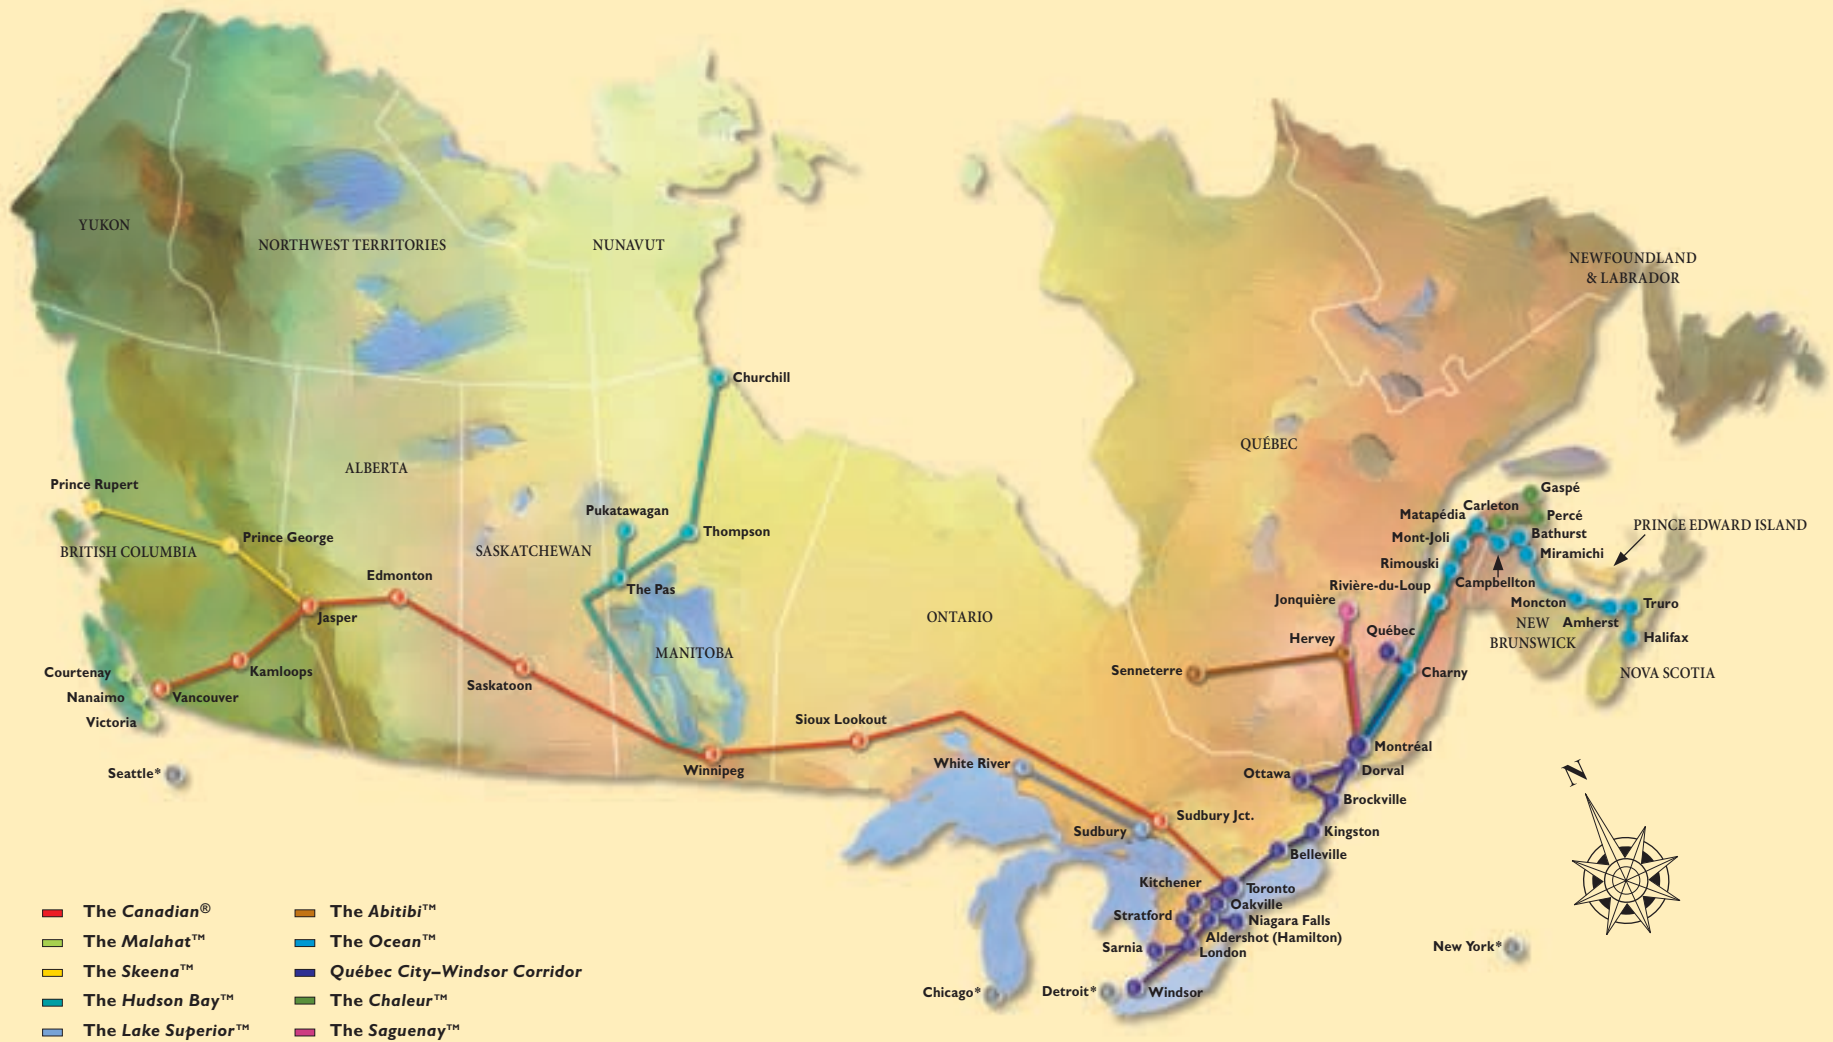 YUKON
NORTHWEST TERRITORIES
NUNAVUT
NEWFOUNDLAND
& LABRADOR
Churchill
QUÉBEC
ALBERTA
Prince Rupert
Gaspé
Carleton
Pukatawagan
Matapédia
Percé
PRINCE EDWARD ISLAND
Thompson
Prince George
Mont-Joli
Bathurst
BRITISH COLUMBIA
SASKATCHEWAN
Miramichi
Rimouski
Edmonton
The Pas
Rivière-du-Loup
Campbellton
Jonquière
Moncton
Truro
Jasper
ONTARIO
NEW
BRUNSWICK
Amherst
Québec
Hervey
Halifax
MANITOBA
Courtenay
Kamloops
Senneterre
Charny
NOVA SCOTIA
Saskatoon
Nanaimo
Vancouver
Victoria
Sioux Lookout
Montréal
Seattle*
Winnipeg
White River
Ottawa
Dorval
N
Brockville
Sudbury Jct.
Sudbury
Kingston
Belleville
Kitchener
Toronto
Oakville
Stratford
Niagara Falls
Aldershot (Hamilton)
Sarnia
London
New York*
Chicago*
Detroit*
Windsor
The Canadian®
The Malahat™
The Skeena™
The Hudson Bay™
The Lake Superior™
The Abitibi™
The Ocean™
Québec City–Windsor Corridor
The Chaleur™
The Saguenay™